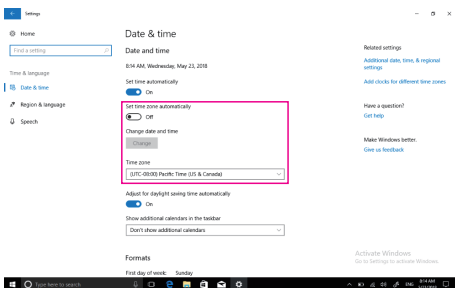 Settings
Home
Find a setting
Time & language
Date & time
Region & language
Speech
Date & time
Date and time
8:14 AM, Wednesday, May 23, 2018
Set time automatically
On
Set time zone automatically
Off
Change date and time
Change
Time zone
(UTC-08:00) Pacific Time (US & Canada)
Adjust for daylight saving time automatically
On
Show additional calendars in the taskbar
Don't show additional calendars
Formats
First day of week: Sunday
Related settings
Additional date, time, & regional
settings
Add clocks for different time zones
Have a question?
Get help
Make Windows better.
Give us feedback
Activate Windows
Go to Settings to activate Windows.
Type here to search
ENG
8:14 AM
5/23/2018